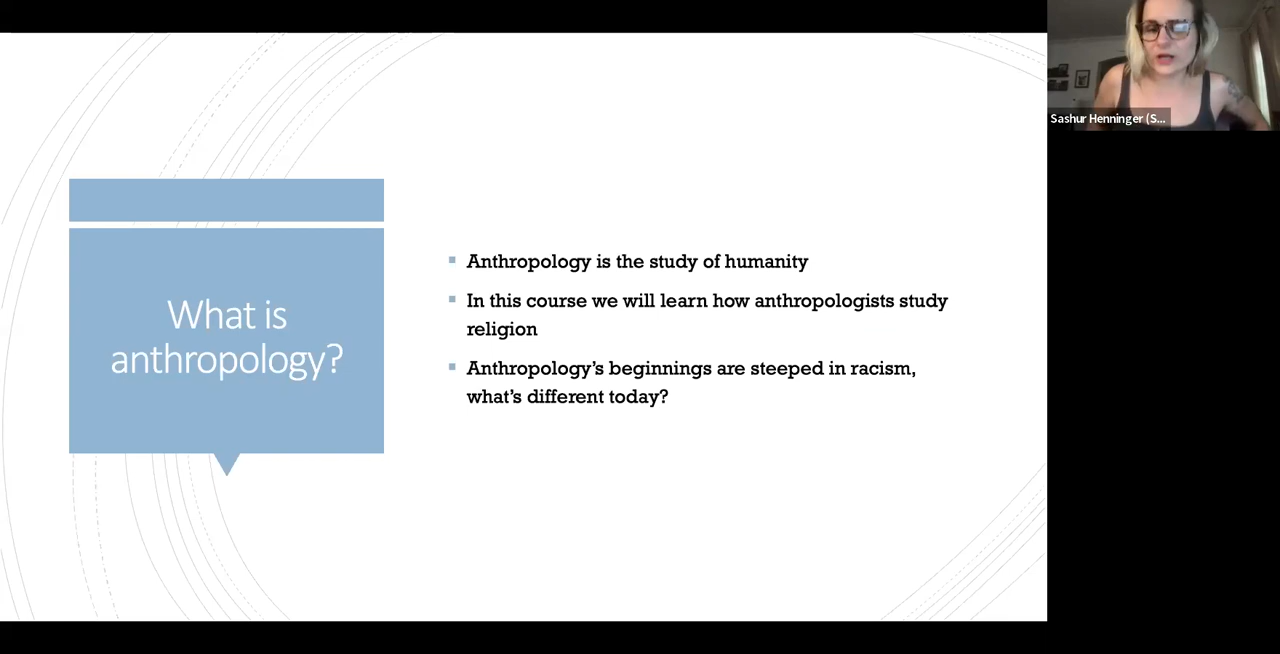 What is
anthropology?
Anthropology is the study of humanity
In this course we will learn how anthropologists study
religion
Anthropology’s beginnings are steeped in racism,
what’s different today?
Sashur Henninger (S...